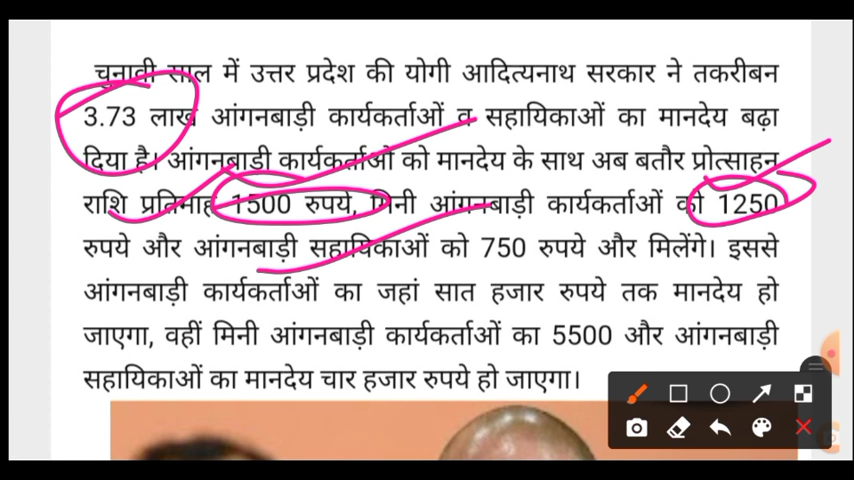 चुनावी साल में उत्तर प्रदेश की योगी आदित्यनाथ सरकार ने तकरीबन
3.73 लाख आंगनबाड़ी कार्यकर्ताओं व सहायिकाओं का मानदेय बढ़ा
दिया है। आंगनबाड़ी कार्यकर्ताओं को मानदेय के साथ अब बतौर प्रोत्साहन
राशि प्रतिमाह 1500 रुपये, मिनी आंगनबाड़ी कार्यकर्ताओं को 1250
रुपये और आंगनबाड़ी सहायिकाओं को 750 रुपये और मिलेंगे। इससे
आंगनबाड़ी कार्यकर्ताओं का जहां सात हजार रुपये तक मानदेय हो
जाएगा, वहीं मिनी आंगनबाड़ी कार्यकर्ताओं का 5500 और आंगनबाड़ी
सहायिकाओं का मानदेय चार हजार रुपये हो जाएगा।